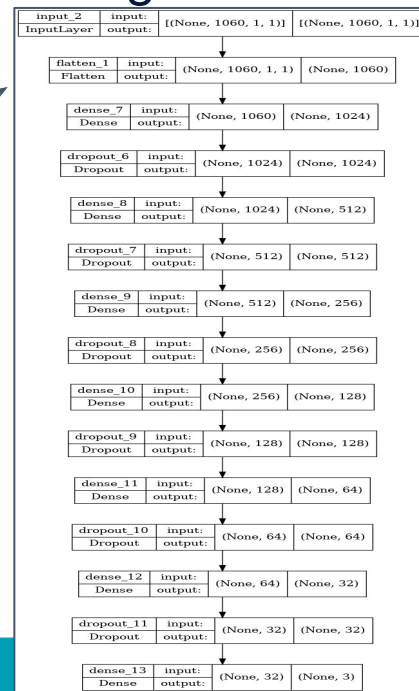 input_2 input: [(None, 1060, 1, 1)] [(None, 1060, 1, 1)]
InputLayer output:
flatten_1 input: (None, 1060, 1, 1) (None, 1060)
Flatten output:
dense_7 input: (None, 1060) (None, 1024)
Dense output:
dropout_6 input: (None, 1024) (None, 1024)
Dropout output:
dense_8 input: (None, 1024) (None, 512)
Dense output:
dropout_7 input: (None, 512) (None, 512)
Dropout output:
dense_9 input: (None, 512) (None, 256)
Dense output:
dropout_8 input: (None, 256) (None, 256)
Dropout output:
dense_10 input: (None, 256) (None, 128)
Dense output:
dropout_9 input: (None, 128) (None, 128)
Dropout output:
dense_11 input: (None, 128) (None, 64)
Dense output:
dropout_10 input: (None, 64) (None, 64)
Dropout output:
dense_12 input: (None, 64) (None, 32)
Dense output:
dropout_11 input: (None, 32) (None, 32)
Dropout output:
dense_13 input: (None, 32) (None, 3)
Dense output: